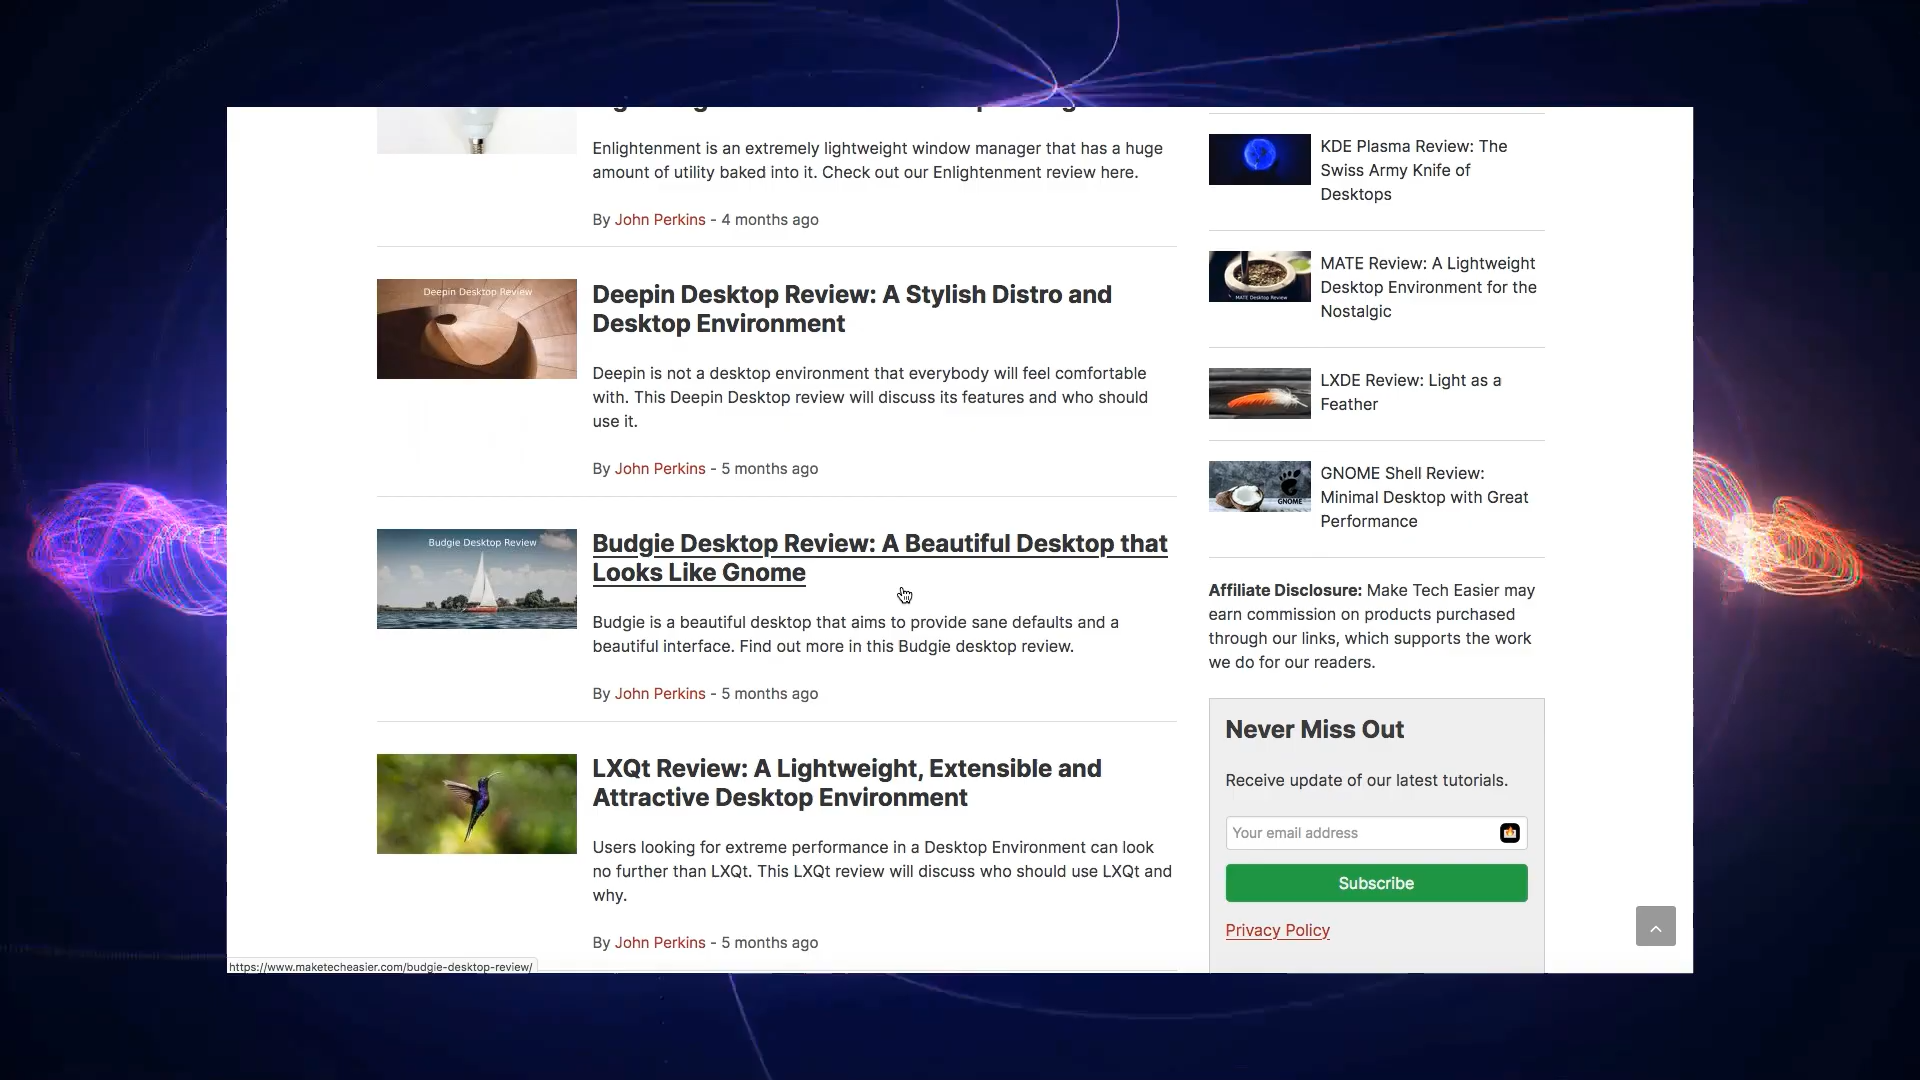 Enlightenment is an extremely lightweight window manager that has a huge
amount of utility baked into it. Check out our Enlightenment review here.
By John Perkins - 4 months ago
Deepin Desktop Review
Deepin Desktop Review: A Stylish Distro and
Desktop Environment
Deepin is not a desktop environment that everybody will feel comfortable
with. This Deepin Desktop review will discuss its features and who should
use it.
By John Perkins - 5 months ago
Budgie Desktop Review
Budgie Desktop Review: A Beautiful Desktop that
Looks Like Gnome
Budgie is a beautiful desktop that aims to provide sane defaults and a
beautiful interface. Find out more in this Budgie desktop review.
By John Perkins - 5 months ago
LXQt Review: A Lightweight, Extensible and
Attractive Desktop Environment
Users looking for extreme performance in a Desktop Environment can look
no further than LXQt. This LXQt review will discuss who should use LXQt and
why.
By John Perkins - 5 months ago
https://www.maketecheasier.com/budgie-desktop-review/
KDE Plasma Review: The
Swiss Army Knife of
Desktops
MATE Desktop Review
MATE Review: A Lightweight
Desktop Environment for the
Nostalgic
LXDE Review: Light as a
Feather
GNOME
GNOME Shell Review:
Minimal Desktop with Great
Performance
Affiliate Disclosure: Make Tech Easier may
earn commission on products purchased
through our links, which supports the work
we do for our readers.
Never Miss Out
Receive update of our latest tutorials.
Your email address
Subscribe
Privacy Policy